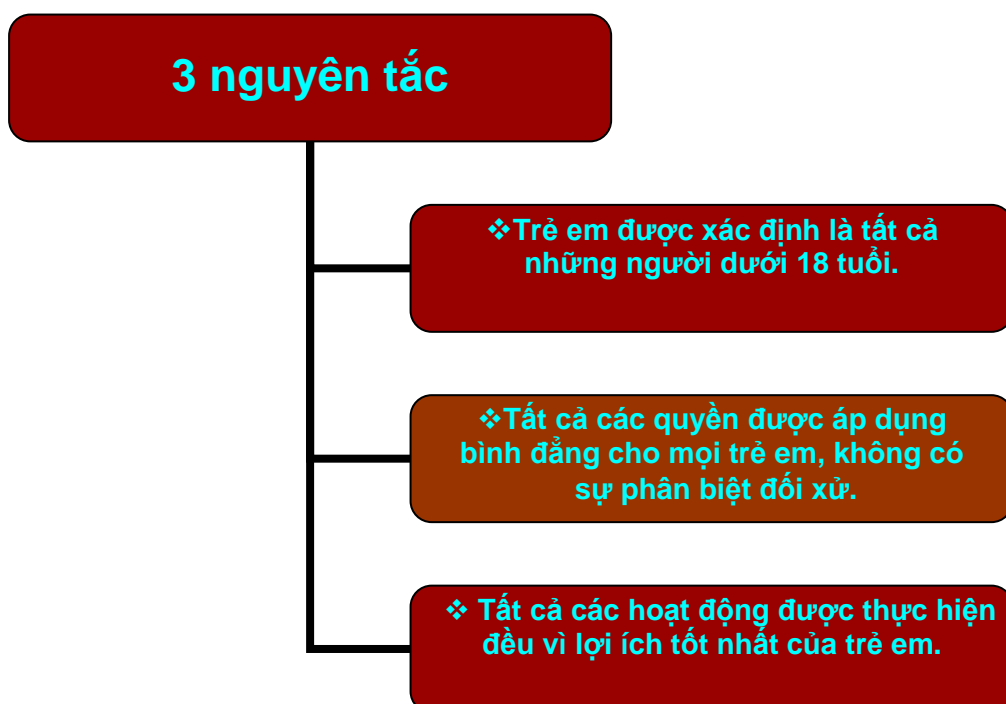 3 nguyên tắc
❖Trẻ em được xác định là tất cả
những người dưới 18 tuổi.
❖Tất cả các quyền được áp dụng
bình đẳng cho mọi trẻ em, không có
sự phân biệt đối xử.
❖ Tất cả các hoạt động được thực hiện
đều vì lợi ích tốt nhất của trẻ em.